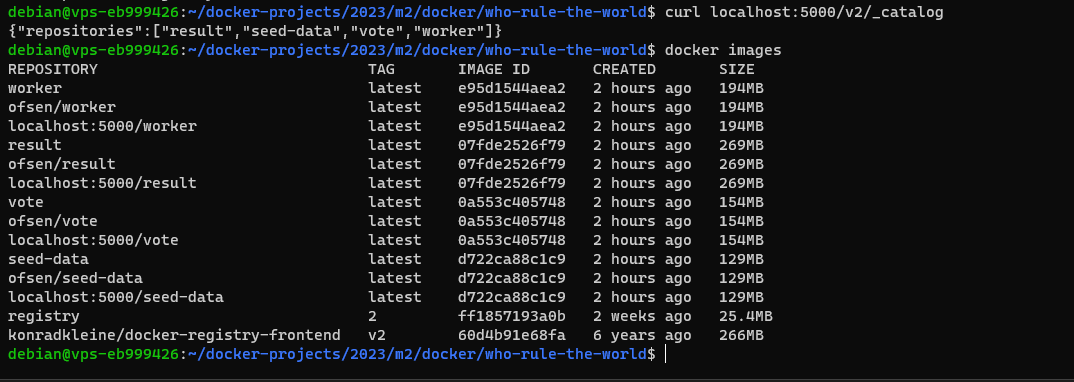 debian@vps-eb999426:~/docker-projects/2023/m2/docker/who-rule-the-world$ curl localhost:5000/v2/_catalog
{"repositories":["result","seed-data","vote","worker"]}
debian@vps-eb999426:~/docker-projects/2023/m2/docker/who-rule-the-world$ docker images
REPOSITORY TAG IMAGE ID CREATED SIZE
worker latest e95d1544aea2 2 hours ago 194MB
ofsen/worker latest e95d1544aea2 2 hours ago 194MB
localhost:5000/worker latest e95d1544aea2 2 hours ago 194MB
result latest 07fde2526f79 2 hours ago 269MB
ofsen/result latest 07fde2526f79 2 hours ago 269MB
localhost:5000/result latest 07fde2526f79 2 hours ago 269MB
vote latest 0a553c405748 2 hours ago 154MB
ofsen/vote latest 0a553c405748 2 hours ago 154MB
localhost:5000/vote latest 0a553c405748 2 hours ago 154MB
seed-data latest d722ca88c1c9 2 hours ago 129MB
ofsen/seed-data latest d722ca88c1c9 2 hours ago 129MB
localhost:5000/seed-data latest d722ca88c1c9 2 hours ago 129MB
registry 2 ff1857193a0b 2 weeks ago 25.4MB
konradkleine/docker-registry-frontend v2 60d4b91e68fa 6 years ago 266MB
debian@vps-eb999426:~/docker-projects/2023/m2/docker/who-rule-the-world$